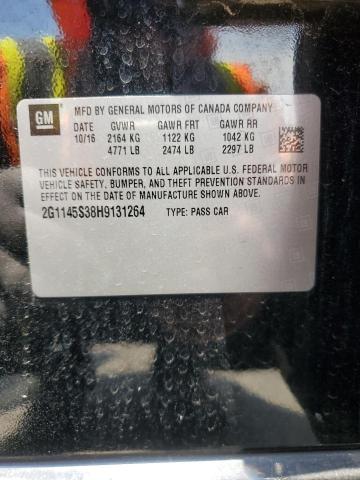 GM
MFD BY GENERAL MOTORS OF CANADA COMPANY
DATE GVWR GAWR FRT GAWR RR
10/16 2164 KG 1122 KG 1042 KG
4771 LB 2474 LB 2297 LB
THIS VEHICLE CONFORMS TO ALL APPLICABLE U.S. FEDERAL MOTOR
VEHICLE SAFETY, BUMPER, AND THEFT PREVENTION STANDARDS IN
EFFECT ON THE DATE OF MANUFACTURE SHOWN ABOVE.
2G1145S38H9131264 TYPE: PASS CAR